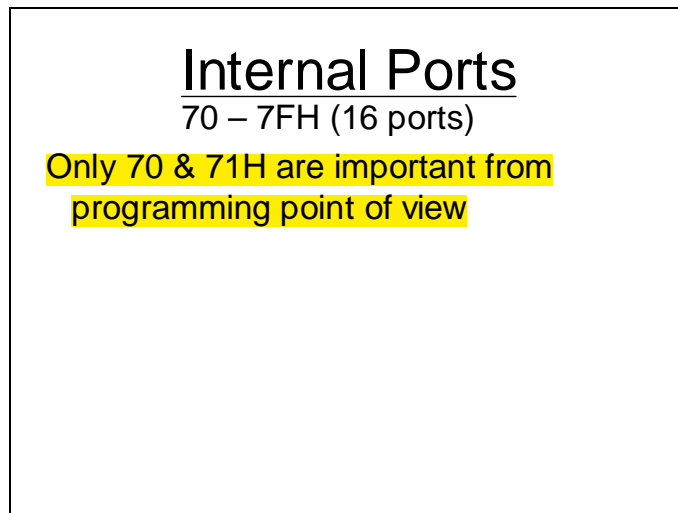 Internal Ports
70 – 7FH (16 ports)
Only 70 & 71H are important from
programming point of view